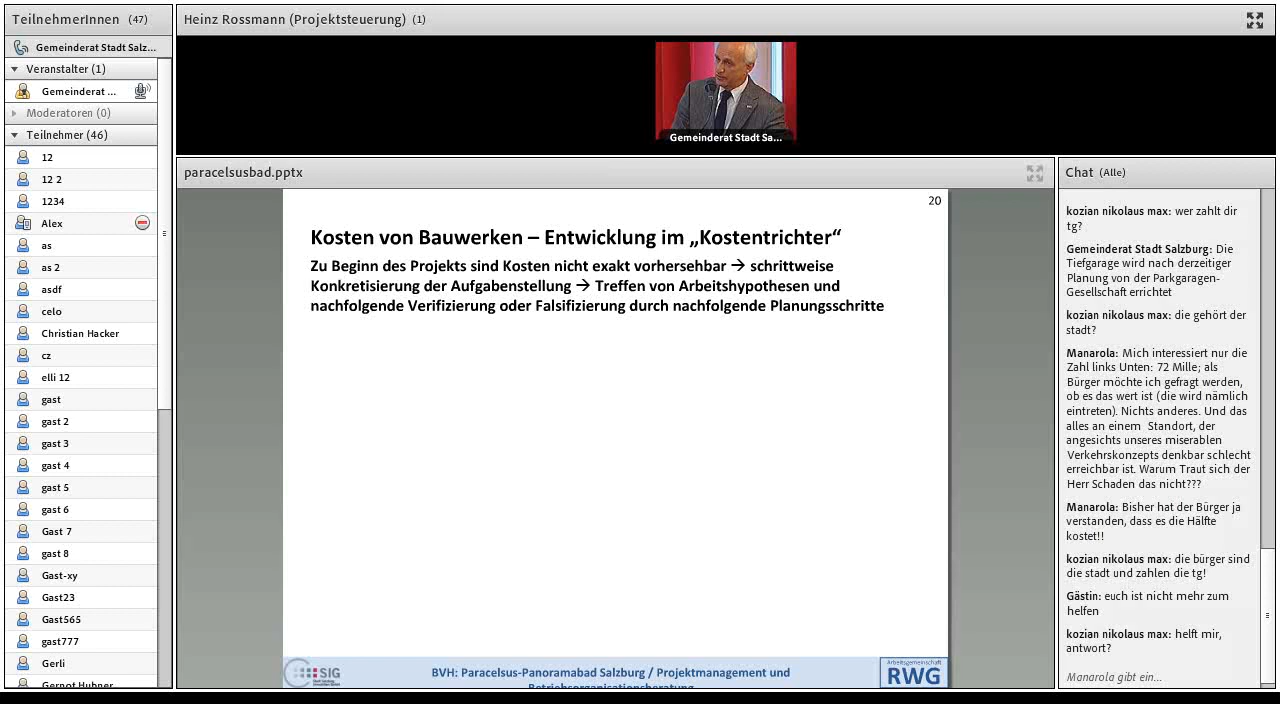 TeilnehmerInnen (47)
Gemeinderat Stadt Salz...
Veranstalter (1)
Gemeinderat ...
Moderatoren (0)
Teilnehmer (46)
12
12 2
1234
Alex
as
as 2
asdf
celo
Christian Hacker
cz
elli 12
gast
gast 2
gast 3
gast 4
gast 5
gast 6
Gast 7
gast 8
Gast-xy
Gast23
Gast565
gast777
Gerli
Gernot Hubner
Heinz Rossmann (Projektsteuerung) (1)
Gemeinderat Stadt Sa...
paracelsusbad.pptx
20
Kosten von Bauwerken – Entwicklung im „Kostentrichter“
Zu Beginn des Projekts sind Kosten nicht exakt vorhersehbar → schrittweise
Konkretisierung der Aufgabenstellung → Treffen von Arbeitshypothesen und
nachfolgende Verifizierung oder Falsifizierung durch nachfolgende Planungsschritte
SIG
BVH: Paracelsus-Panoramabad Salzburg / Projektmanagement und
Betriebsorganisationsberatung
Arbeitsgemeinschaft
RWG
Chat (Alle)
kozian nikolaus max: wer zahlt dir
tg?
Gemeinderat Stadt Salzburg: Die
Tiefgarage wird nach derzeitiger
Planung von der Parkgaragen-
Gesellschaft errichtet
kozian nikolaus max: die gehört der
stadt?
Manarola: Mich interessiert nur die
Zahl links Unten: 72 Mille; als
Bürger möchte ich gefragt werden,
ob es das wert ist (die wird nämlich
eintreten). Nichts anderes. Und das
alles an einem Standort, der
angesichts unseres miserablen
Verkehrskonzepts denkbar schlecht
erreichbar ist. Warum Traut sich der
Herr Schaden das nicht???
Manarola: Bisher hat der Bürger ja
verstanden, dass es die Hälfte
kostet!!
kozian nikolaus max: die bürger sind
die stadt und zahlen die tg!
Gästin: euch ist nicht mehr zum
helfen
kozian nikolaus max: helft mir,
antwort?
Manarola gibt ein...